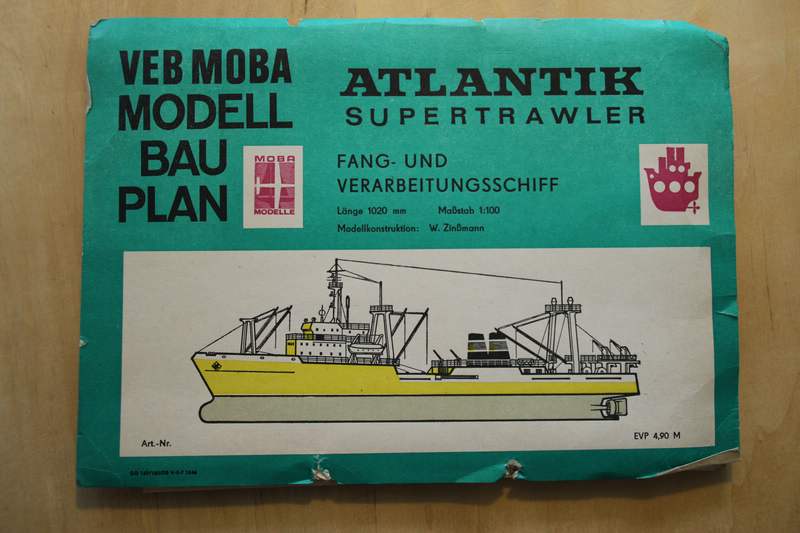 VEB MOBA
MODELL
BAU
PLAN
MOBA
MODELLE
ATLANTIK
SUPERTRAWLER
FANG- UND
VERARBEITUNGSSCHIFF
Länge 1020 mm Maßstab 1:100
Modellkonstruktion: W. Zinßmann
Art.-Nr.
EVP 4,90 M